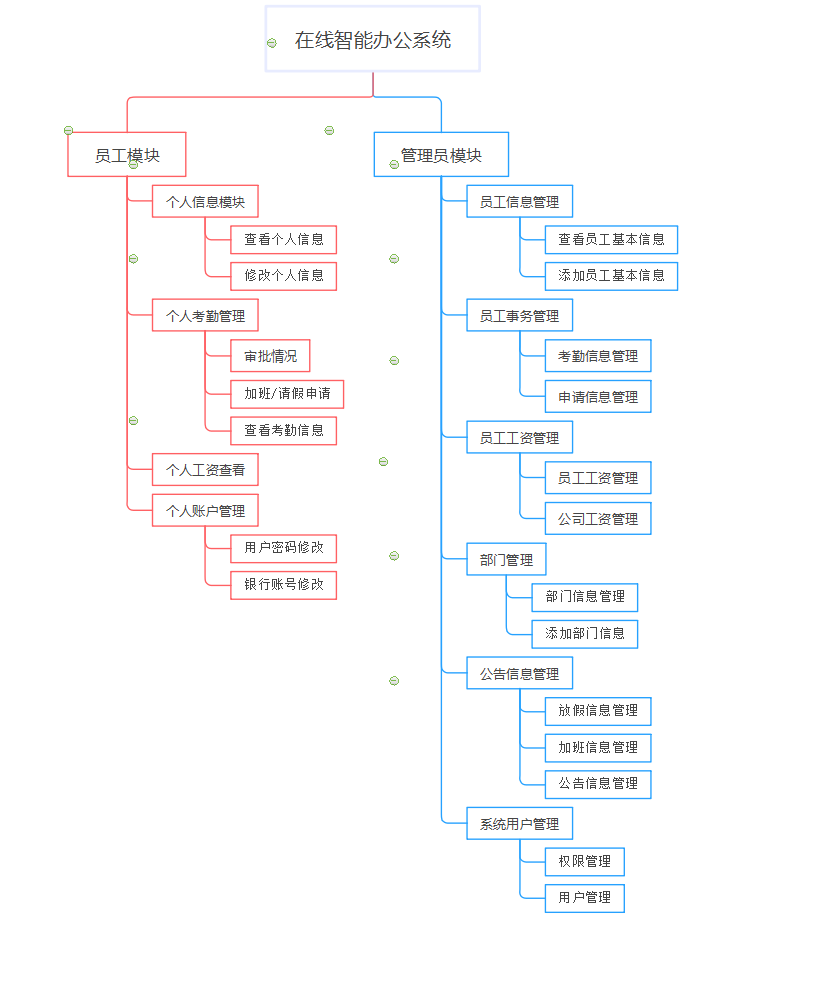 在线智能办公系统
员工模块
个人信息模块
查看个人信息
修改个人信息
个人考勤管理
审批情况
加班/请假申请
查看考勤信息
个人工资查看
个人账户管理
用户密码修改
银行账号修改
管理员模块
员工信息管理
查看员工基本信息
添加员工基本信息
员工事务管理
考勤信息管理
申请信息管理
员工工资管理
员工工资管理
公司工资管理
部门管理
部门信息管理
添加部门信息
公告信息管理
放假信息管理
加班信息管理
公告信息管理
系统用户管理
权限管理
用户管理